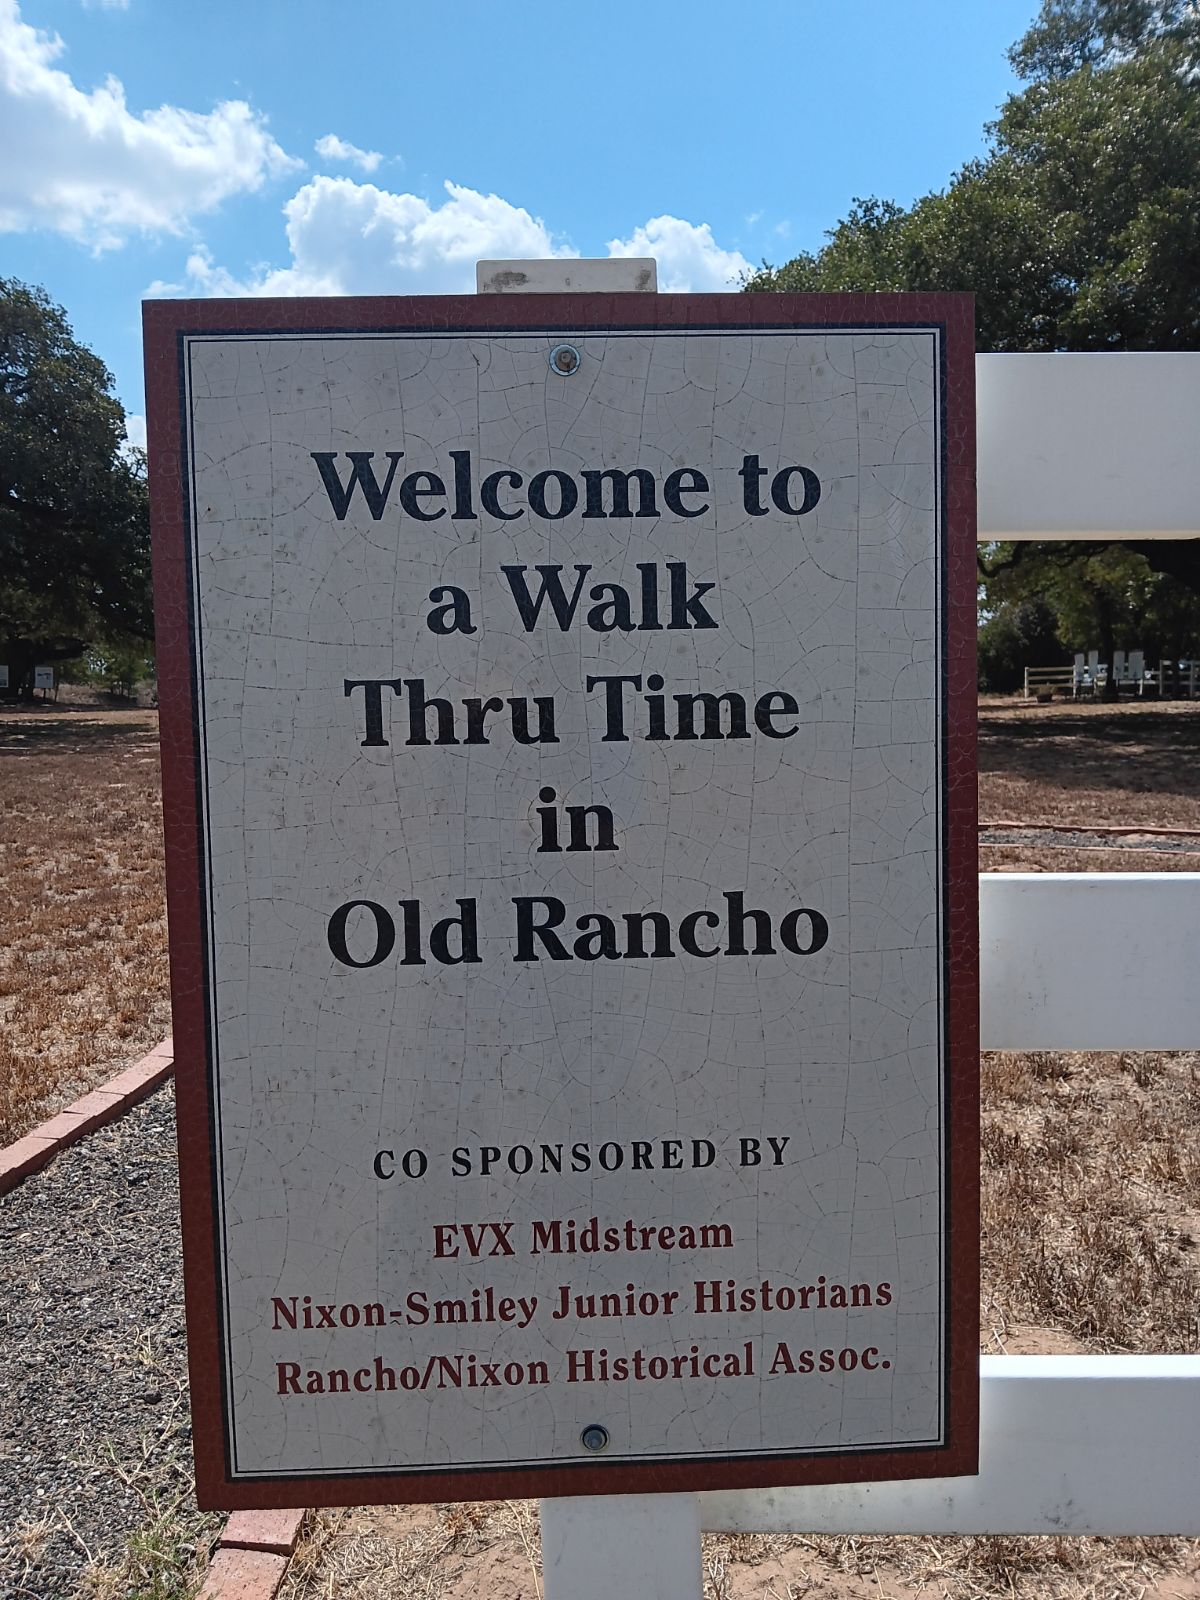 Welcome to
a Walk
Thru Time
in
Old Rancho
CO SPONSORED BY
EVX Midstream
Nixon-Smiley Junior Historians
Rancho/Nixon Historical Assoc.